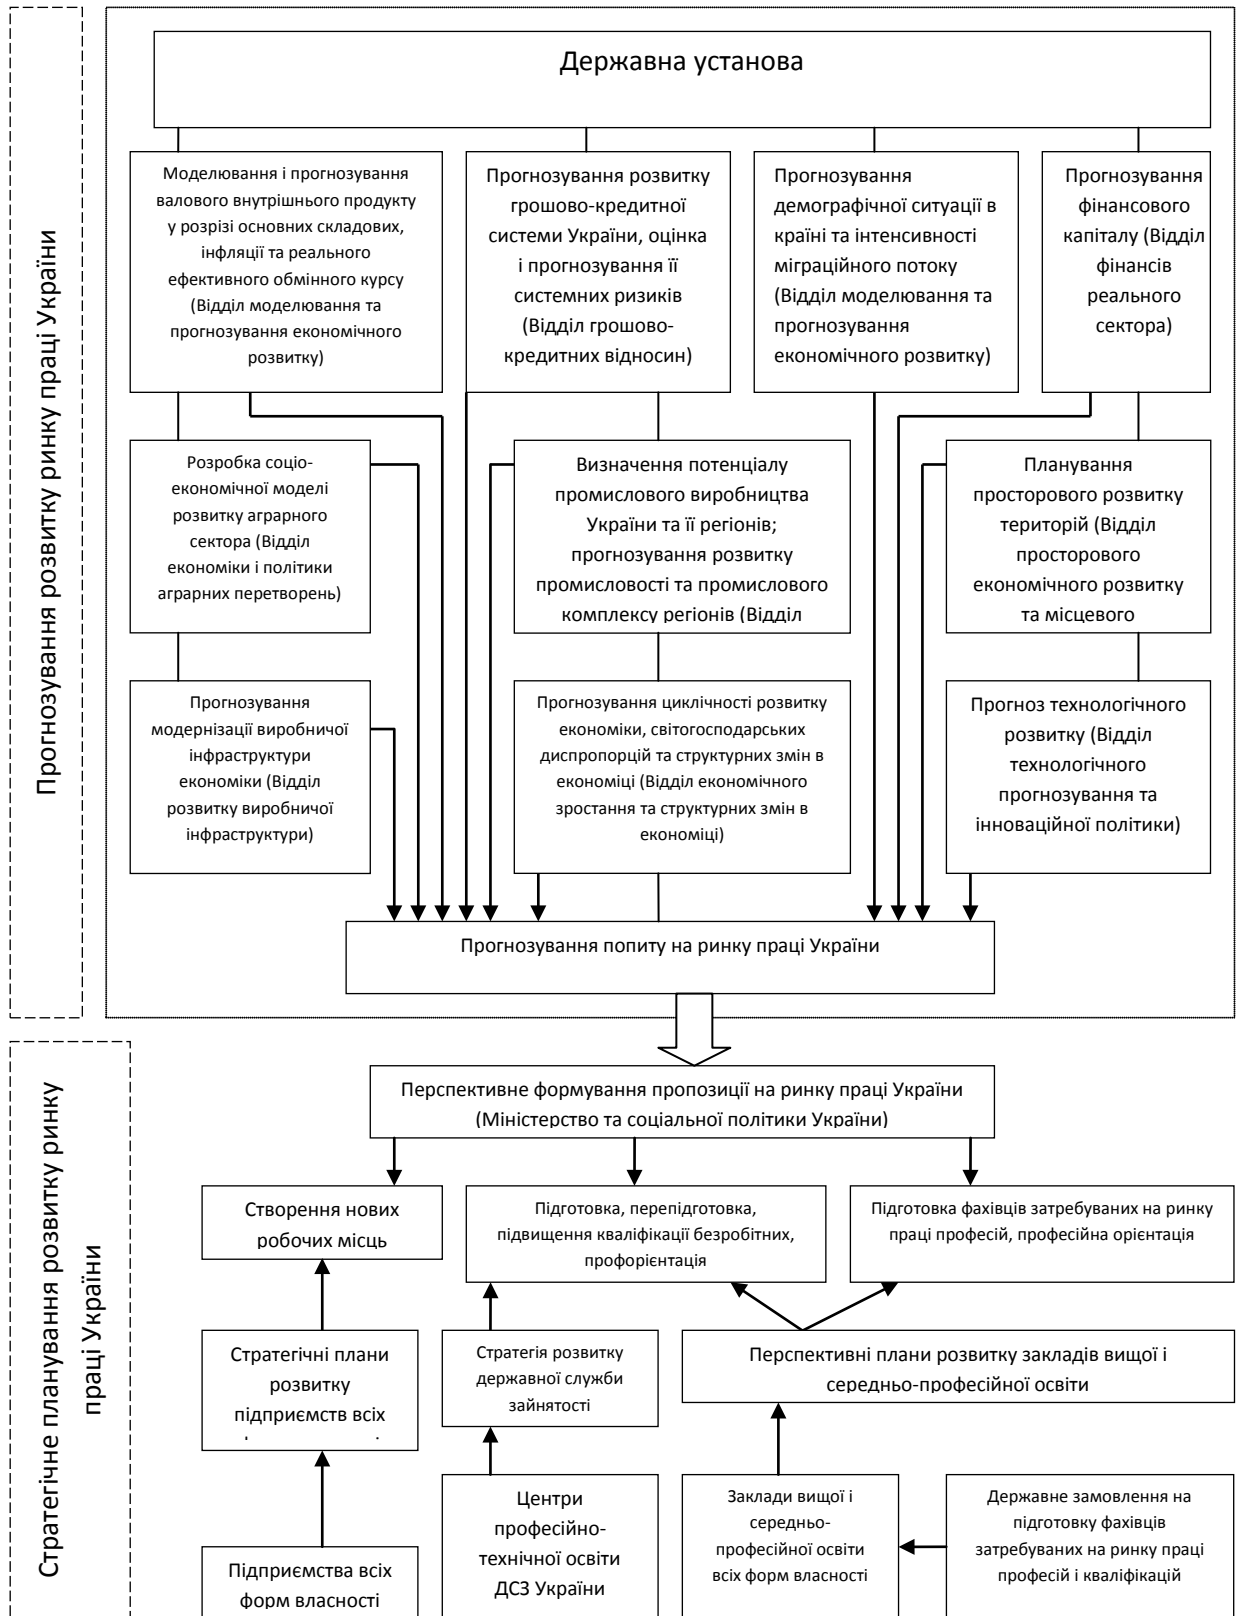 Прогнозування розвитку ринку праці України
Державна установа
Моделювання і прогнозування
валового внутрішнього продукту
у розрізі основних складових,
інфляції та реального
ефективного обмінного курсу
(Відділ моделювання та
прогнозування економічного
розвитку)
Прогнозування розвитку
грошово-кредитної
системи України, оцінка
і прогнозування її
системних ризиків
(Відділ грошово-
кредитних відносин)
Прогнозування
демографічної ситуації в
країні та інтенсивності
міграційного потоку
(Відділ моделювання та
прогнозування
економічного розвитку)
Прогнозування
фінансового
капіталу (Відділ
фінансів
реального
сектора)
Розробка соціо-
економічної моделі
розвитку аграрного
сектора (Відділ
економіки і політики
аграрних перетворень)
Визначення потенціалу
промислового виробництва
України та її регіонів;
прогнозування розвитку
промисловості та промислового
комплексу регіонів (Відділ
Планування
просторового розвитку
територій (Відділ
просторового
економічного розвитку
та місцевого
Прогнозування
модернізації виробничої
інфраструктури
економіки (Відділ
розвитку виробничої
інфраструктури)
Прогнозування циклічності розвитку
економіки, світогосподарських
диспропорцій та структурних змін в
економіці (Відділ економічного
зростання та структурних змін в
економіці)
Прогноз технологічного
розвитку (Відділ
технологічного
прогнозування та
інноваційної політики)
Прогнозування попиту на ринку праці України
Стратегічне планування розвитку ринку
праці України
Перспективне формування пропозиції на ринку праці України
(Міністерство та соціальної політики України)
Створення нових
робочих місць
Підготовка, перепідготовка,
підвищення кваліфікації безробітних,
профорієнтація
Підготовка фахівців затребуваних на ринку
праці професій, професійна орієнтація
Стратегічні плани
розвитку
підприємств всіх
Стратегія розвитку
державної служби
зайнятості
Перспективні плани розвитку закладів вищої і
середньо-професійної освіти
Підприємства всіх
форм власності
Центри
професійно-
технічної освіти
ДСЗ України
Заклади вищої і
середньо-
професійної освіти
всіх форм власності
Державне замовлення на
підготовку фахівців
затребуваних на ринку праці
професій і кваліфікацій